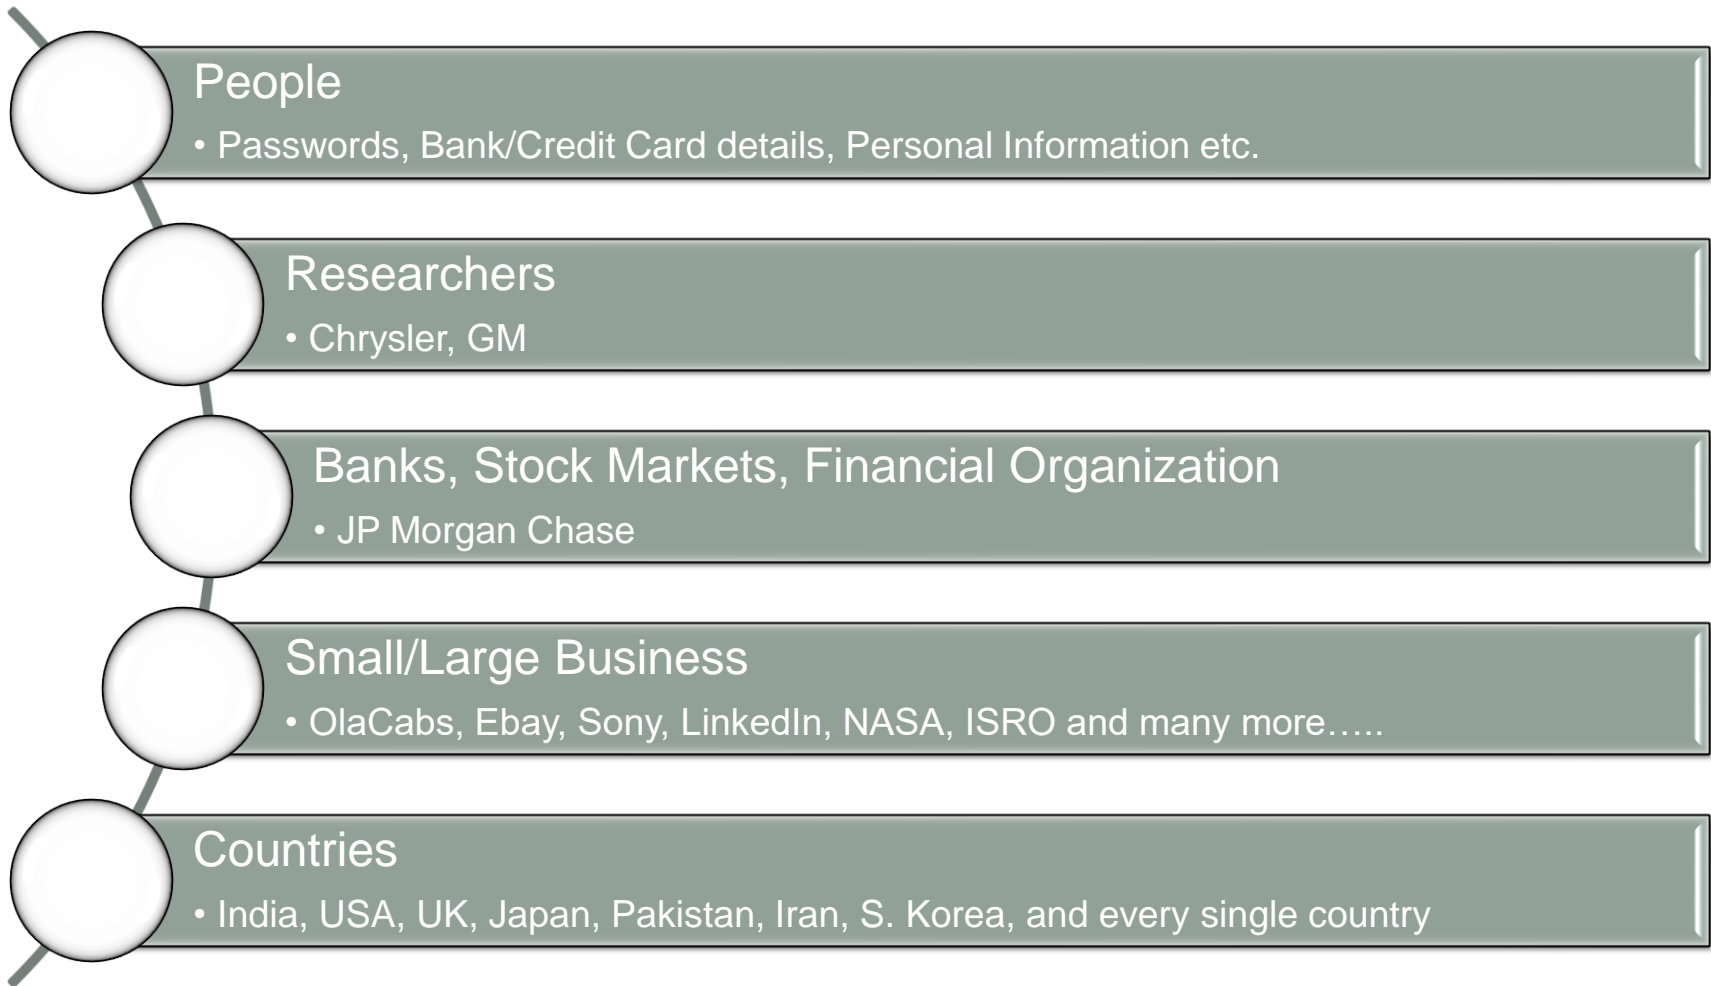 People
• Passwords, Bank/Credit Card details, Personal Information etc.
Researchers
• Chrysler, GM
Banks, Stock Markets, Financial Organization
• JP Morgan Chase
Small/Large Business
• OlaCabs, Ebay, Sony, LinkedIn, NASA, ISRO and many more…..
Countries
• India, USA, UK, Japan, Pakistan, Iran, S. Korea, and every single country